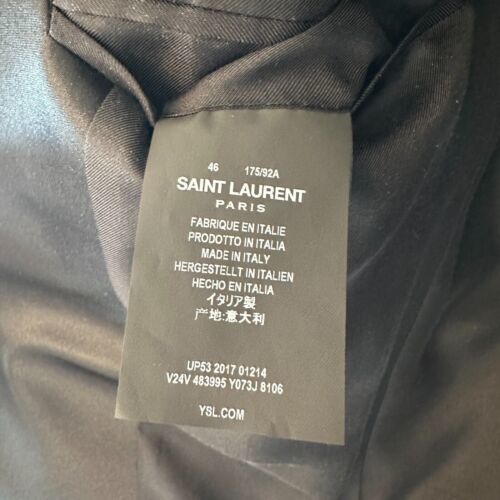 46 175/92A
SAINT LAURENT
PARIS
FABRIQUE EN ITALIE
PRODOTTO IN ITALIA
MADE IN ITALY
HERGESTELLT IN ITALIEN
HECHO EN ITALIA
イタリア製
产地:意大利
UP53 2017 01214
V24V 483995 Y073J 8106
YSL.COM